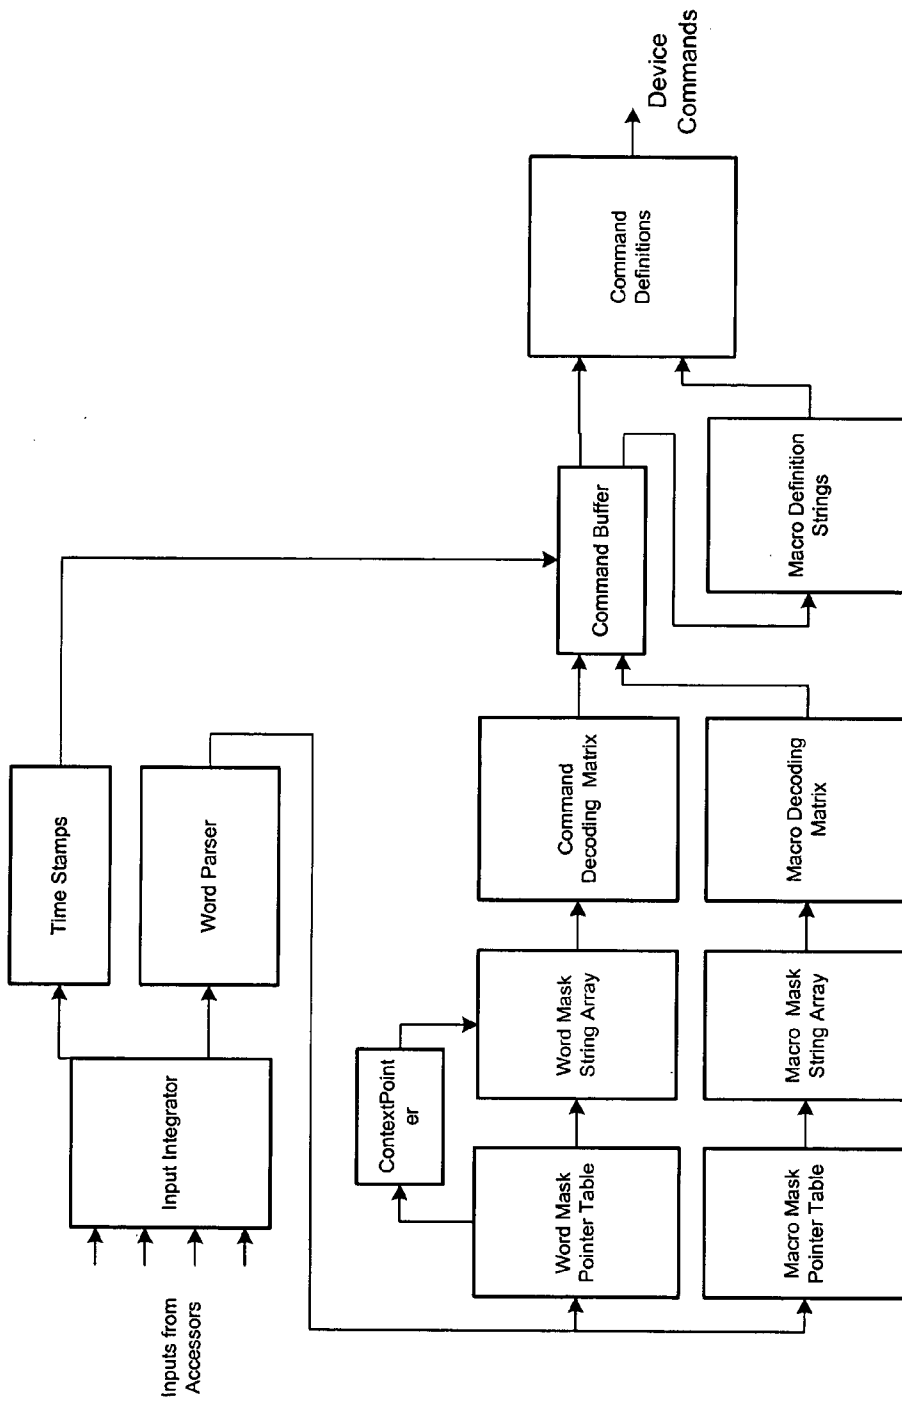 Inputs from
Accessors
Input Integrator
Time Stamps
Word Parser
ContextPoint
er
Word Mask
Pointer Table
Word Mask
String Array
Command
Decoding Matrix
Command Buffer
Command
Definitions
Device
Commands
Macro Mask
Pointer Table
Macro Mask
String Array
Macro Decoding
Matrix
Macro Definition
Strings